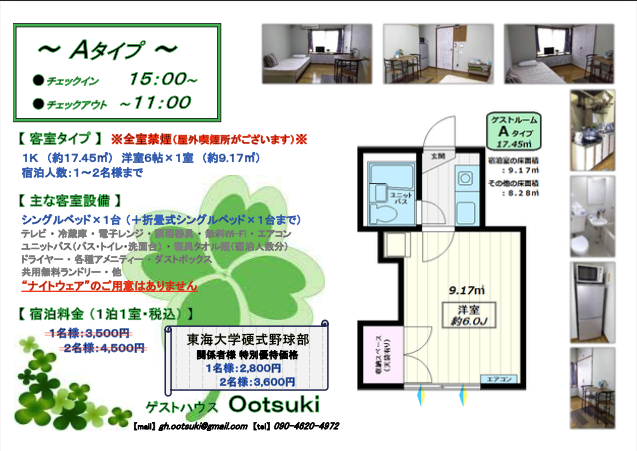 ～ Aタイプ ～
●チェックイン 15:00～
●チェックアウト ～11:00
【 客室タイプ 】 ※全室禁煙(屋外喫煙所がございます)※
1K （約17.45㎡） 洋室6帖×1室 （約9.17㎡）
宿泊人数：1～2名様まで
【 主な客室設備 】
シングルベッド×1台 （＋折畳式シングルベッド×1台まで）
テレビ・冷蔵庫・電子レンジ・調理器具・無料Wi-Fi・エアコン
ユニットバス(バス・トイレ・洗面台)・寝具タオル類(宿泊人数分)
ドライヤー・各種アメニティー・ダストボックス
共用無料ランドリー・他
“ナイトウェア”のご用意はありません
【 宿泊料金 （1泊1室・税込） 】
1名様：3,500円
2名様：4,500円
東海大学硬式野球部
関係者様 特別優待価格
1名様：2,800円
2名様：3,600円
ゲストハウス Ootsuki
【mail】 gh.ootsuki@gmail.com 【tel】 090-4620-4972
ゲストルーム
A タイプ
17.45㎡
宿泊室の床面積
：9.17㎡
その他の床面積
：8.28㎡
玄関
ユニット
バス
9.17㎡
洋室
約6.0J
収納スペース
(天袋有り)
エアコン